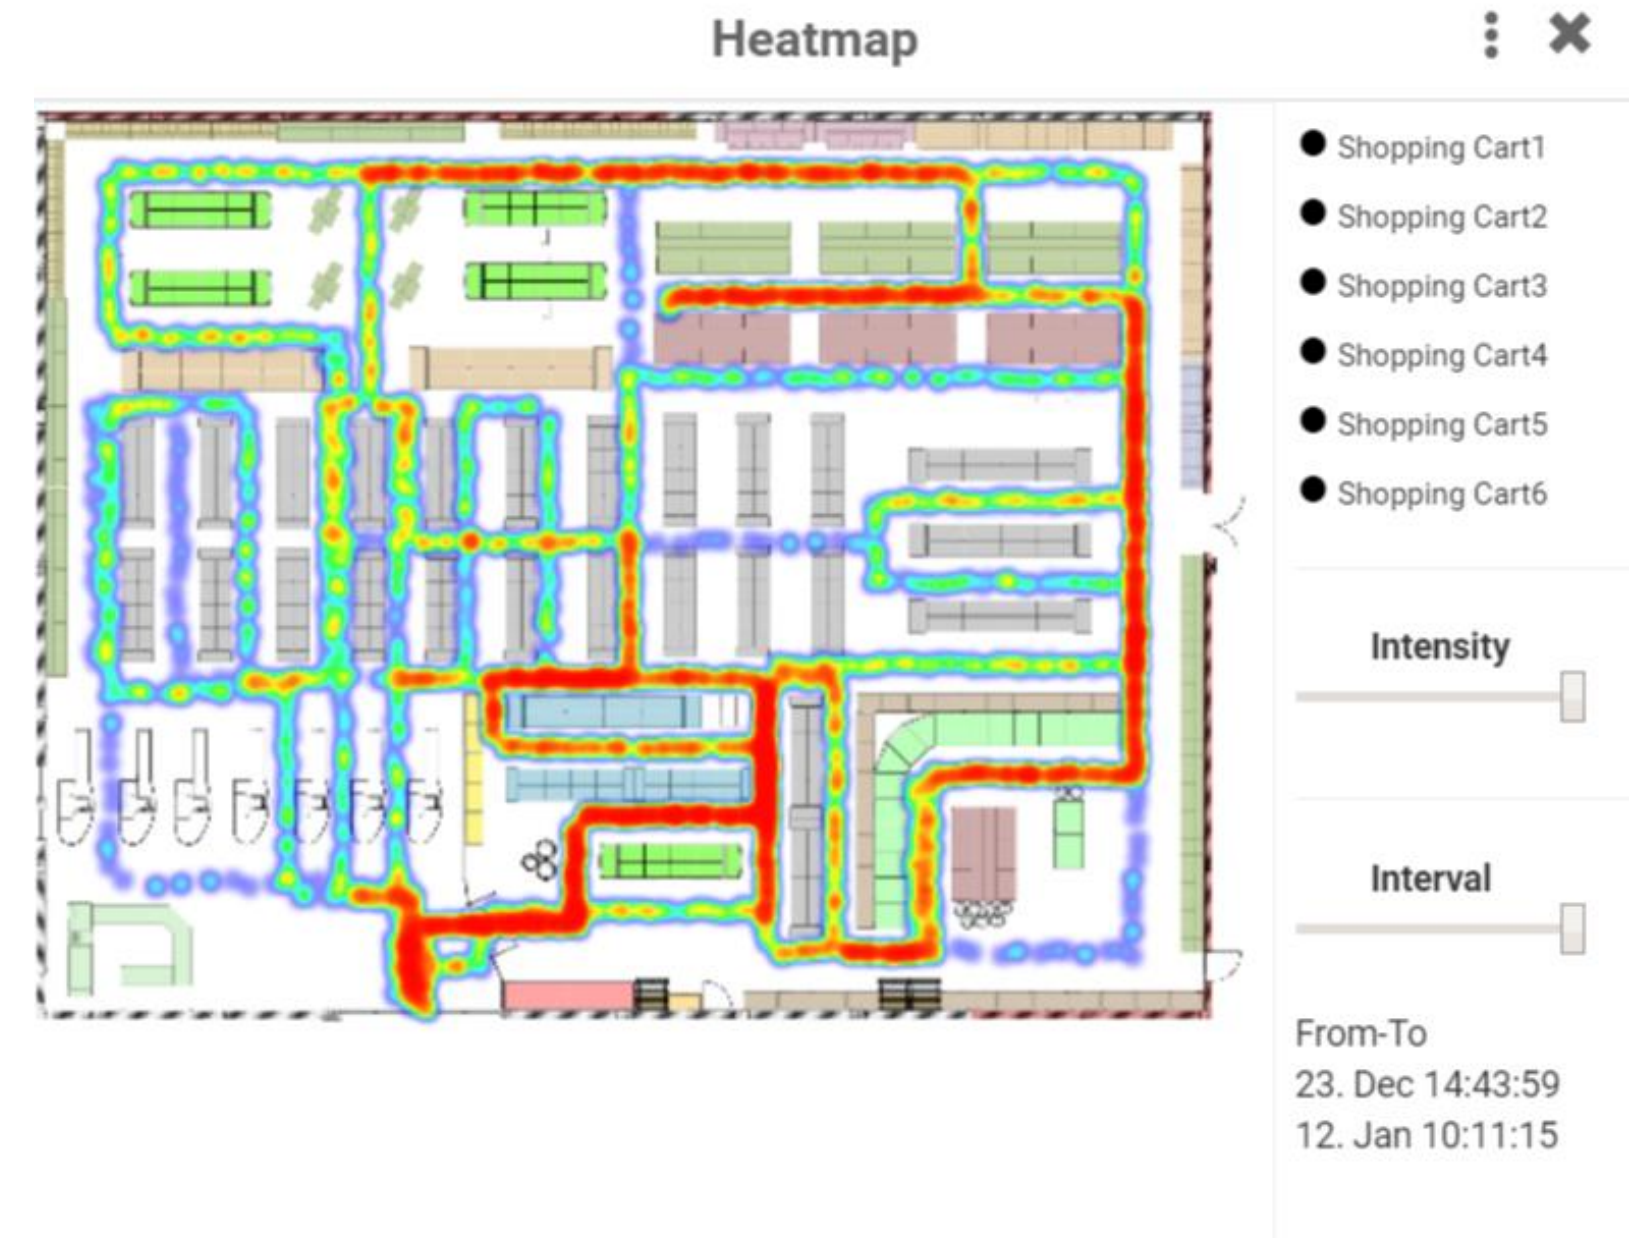 Heatmap
Shopping Cart1
Shopping Cart2
Shopping Cart3
Shopping Cart4
Shopping Cart5
Shopping Cart6
Intensity
Interval
From-To
23. Dec 14:43:59
12. Jan 10:11:15